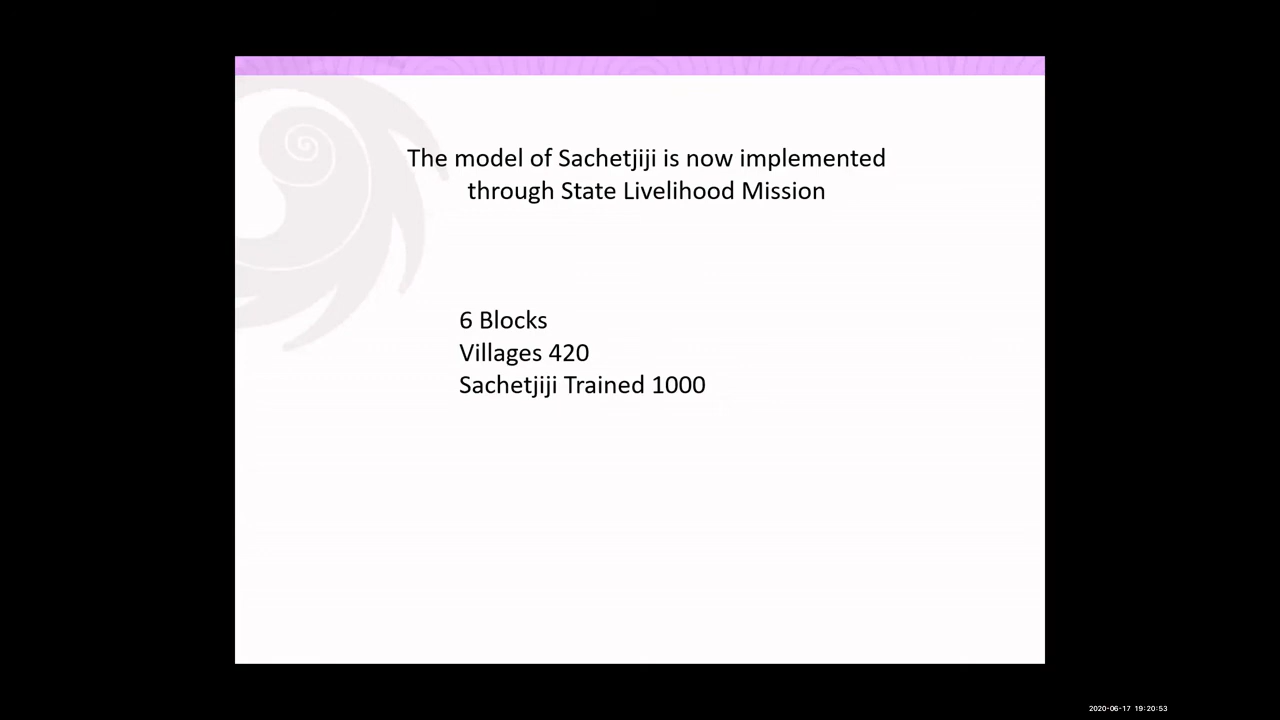 The model of Sachetjiji is now implemented
through State Livelihood Mission
6 Blocks
Villages 420
Sachetjiji Trained 1000
2020-06-17 19:20:53